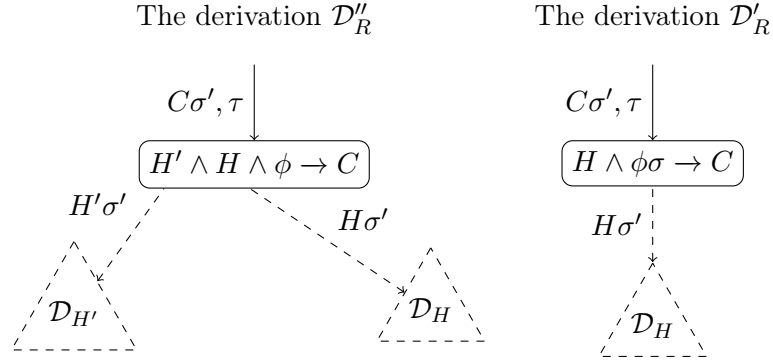 The derivation 𝒟″_R The derivation 𝒟′_R
Cσ′, τ Cσ′, τ
H′ ∧ H ∧ ϕ → C H ∧ ϕσ → C
H′σ′ Hσ′ Hσ′
𝒟_{H′} 𝒟_H 𝒟_H